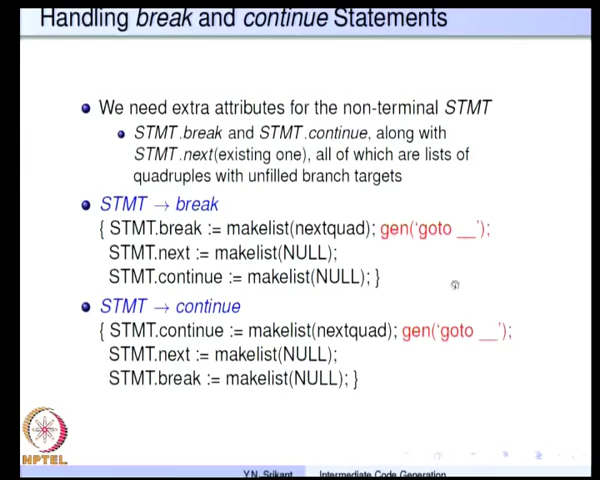 Handling break and continue Statements
We need extra attributes for the non-terminal STMT
STMT.break and STMT.continue, along with
STMT.next(existing one), all of which are lists of
quadruples with unfilled branch targets
STMT → break
{ STMT.break := makelist(nextquad); gen('goto __');
STMT.next := makelist(NULL);
STMT.continue := makelist(NULL); }
STMT → continue
{ STMT.continue := makelist(nextquad); gen('goto __');
STMT.next := makelist(NULL);
STMT.break := makelist(NULL); }
NPTEL
Y.N. Srikant Intermediate Code Generation